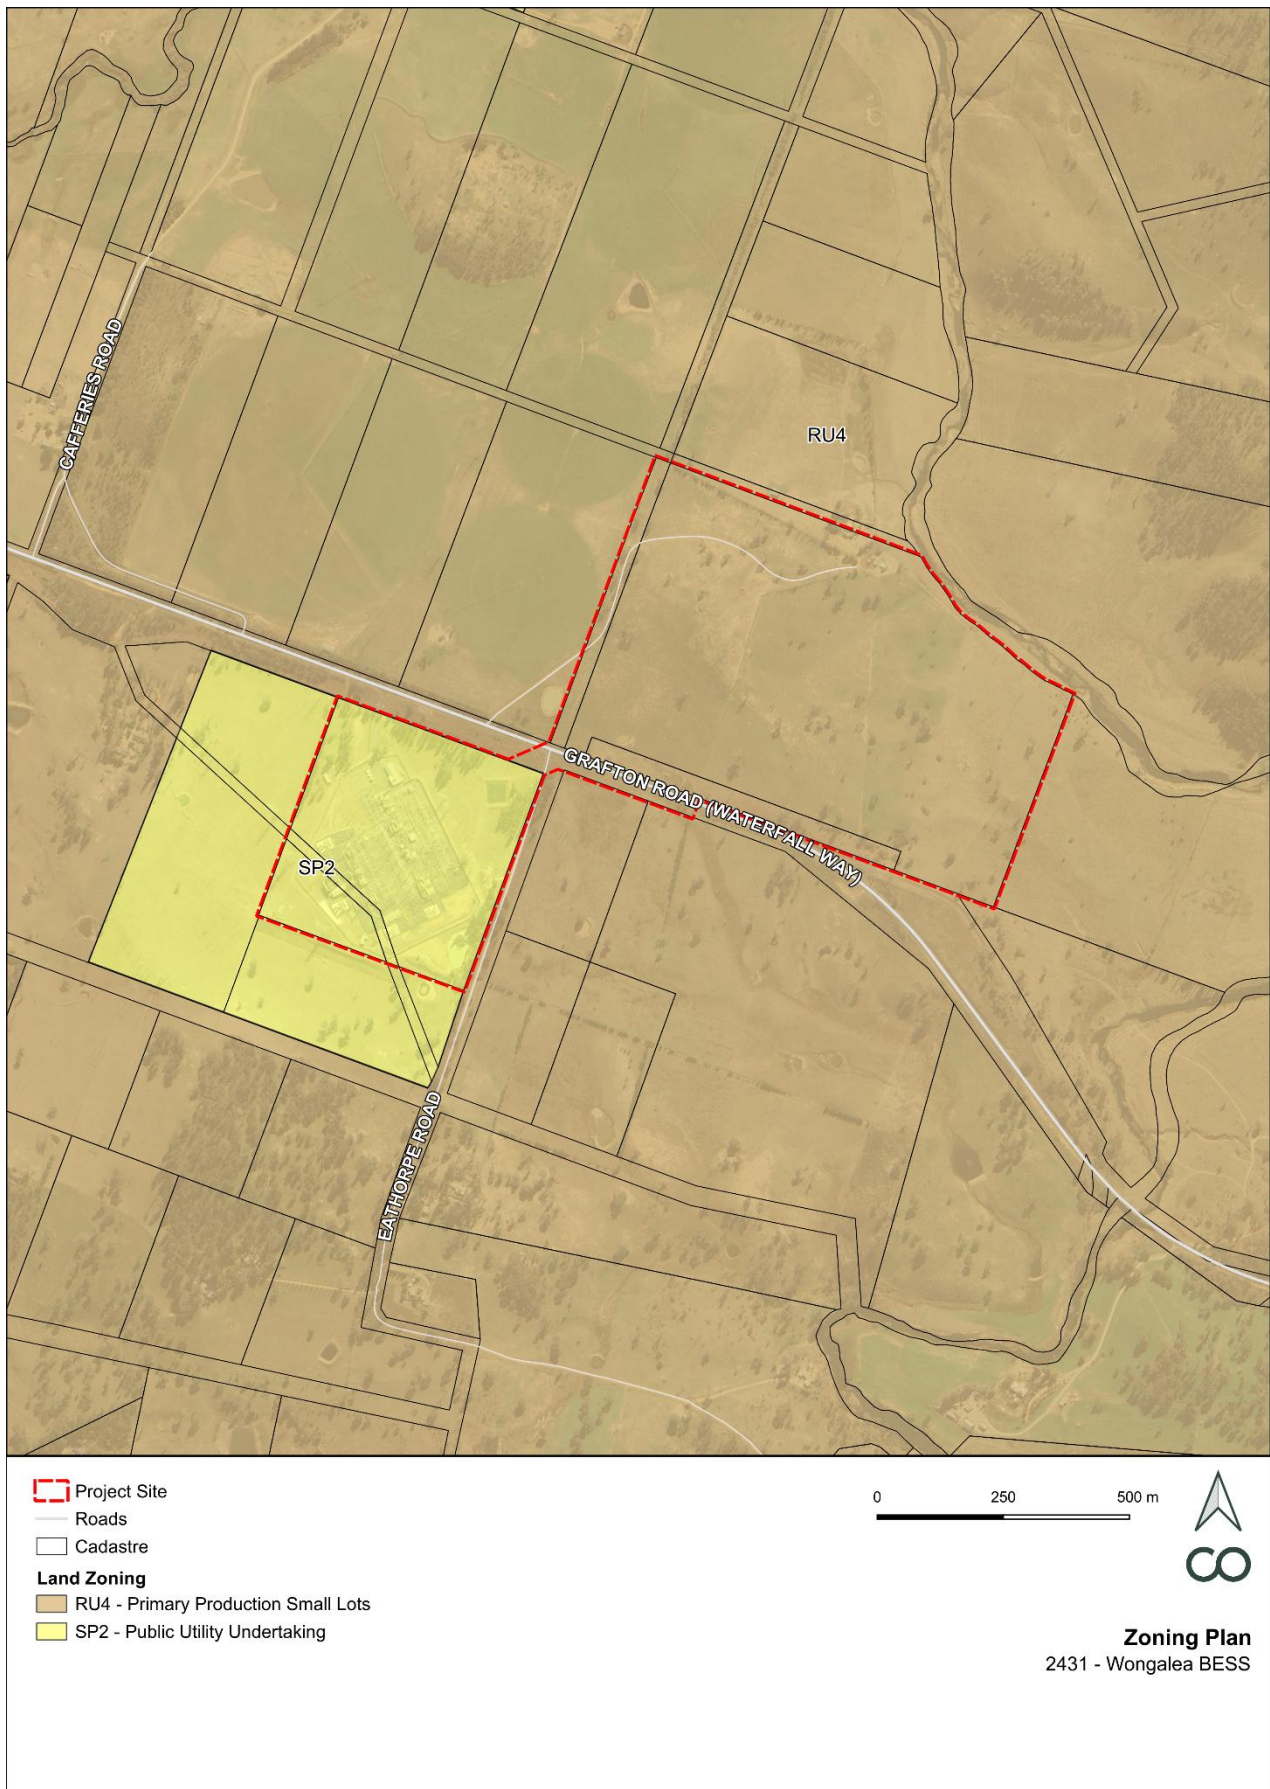 RU4
CAFFERIES ROAD
GRAFTON ROAD (WATERFALL WAY)
SP2
EATHORPE ROAD
Project Site
Roads
Cadastre
Land Zoning
RU4 - Primary Production Small Lots
SP2 - Public Utility Undertaking
0 250 500 m
CO
Zoning Plan
2431 - Wongalea BESS